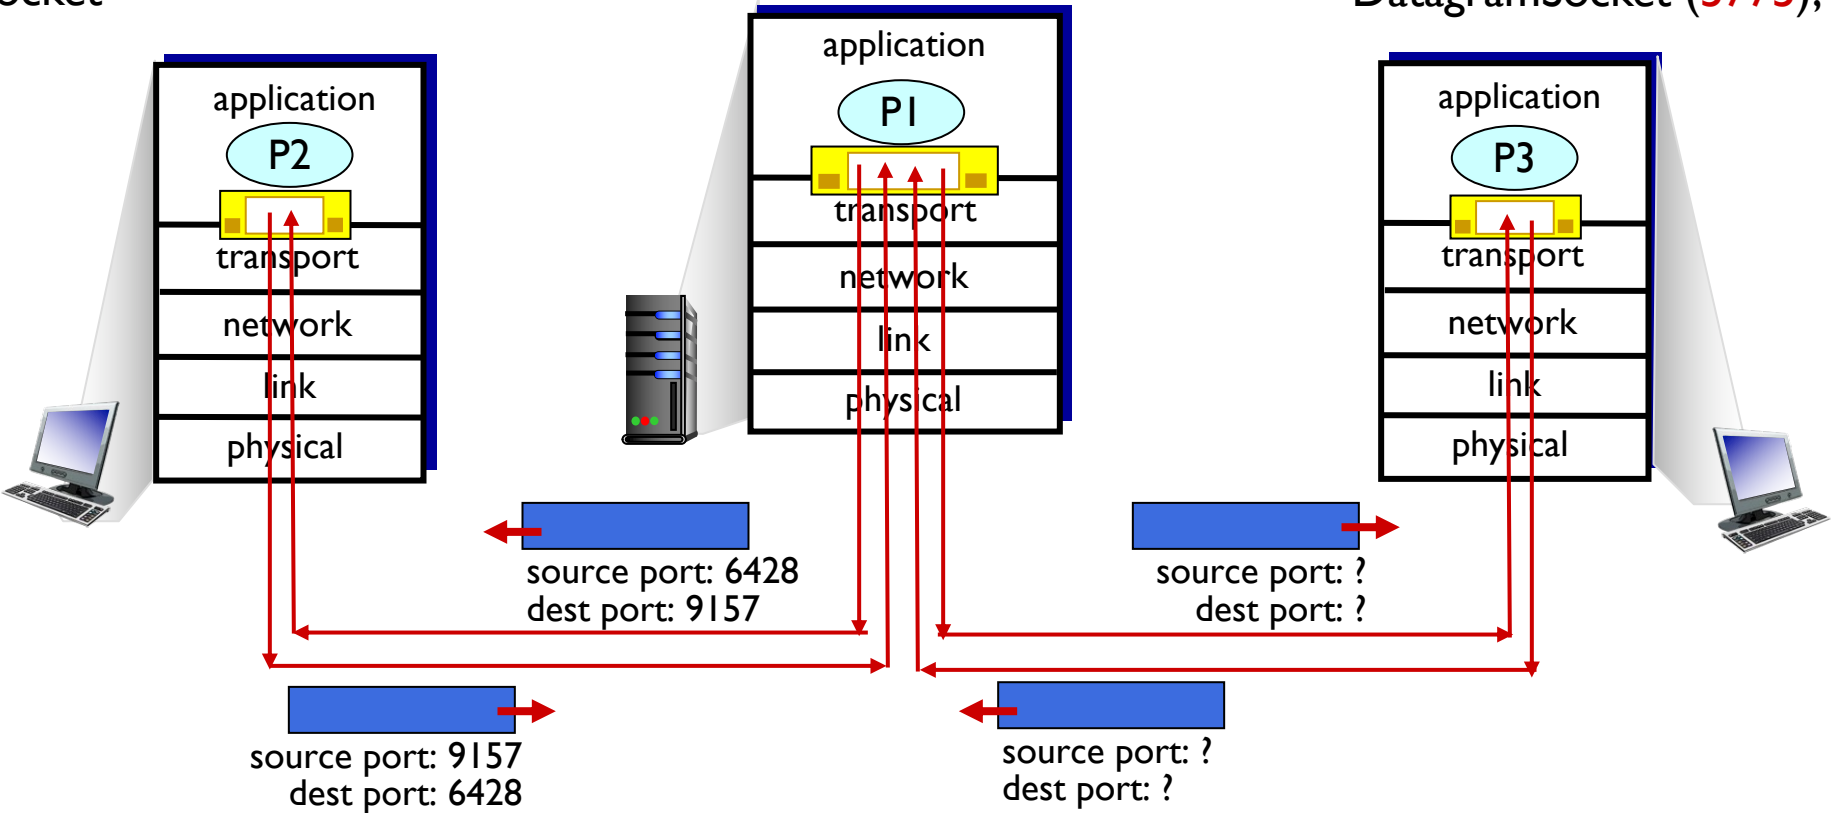 application
P2
transport
network
link
physical
application
P1
transport
network
link
physical
application
P3
transport
network
link
physical
source port: 6428
dest port: 9157
source port: ?
dest port: ?
source port: 9157
dest port: 6428
source port: ?
dest port: ?